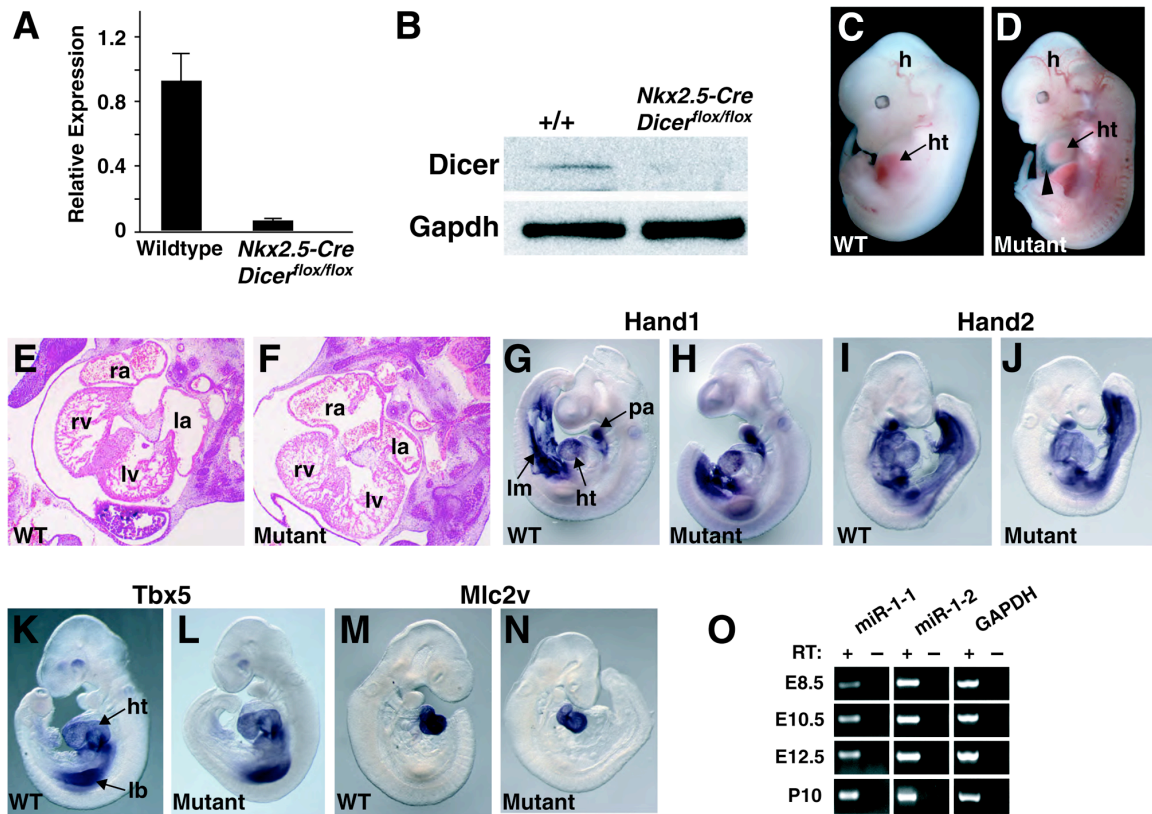 A
Relative Expression
1.2
0.8
0.4
0
Wildtype
Nkx2.5-Cre
Dicerflox/flox
B
+/+
Nkx2.5-Cre
Dicerflox/flox
Dicer
Gapdh
C
h
ht
WT
D
h
ht
Mutant
E
ra
rv
la
lv
WT
F
ra
la
rv
lv
Mutant
Hand1
G
pa
lm
ht
WT
H
Mutant
Hand2
I
WT
J
Mutant
Tbx5
K
ht
lb
WT
L
Mutant
Mlc2v
M
WT
N
Mutant
O
miR-1-1
miR-1-2
GAPDH
RT: + – + – + –
E8.5
E10.5
E12.5
P10